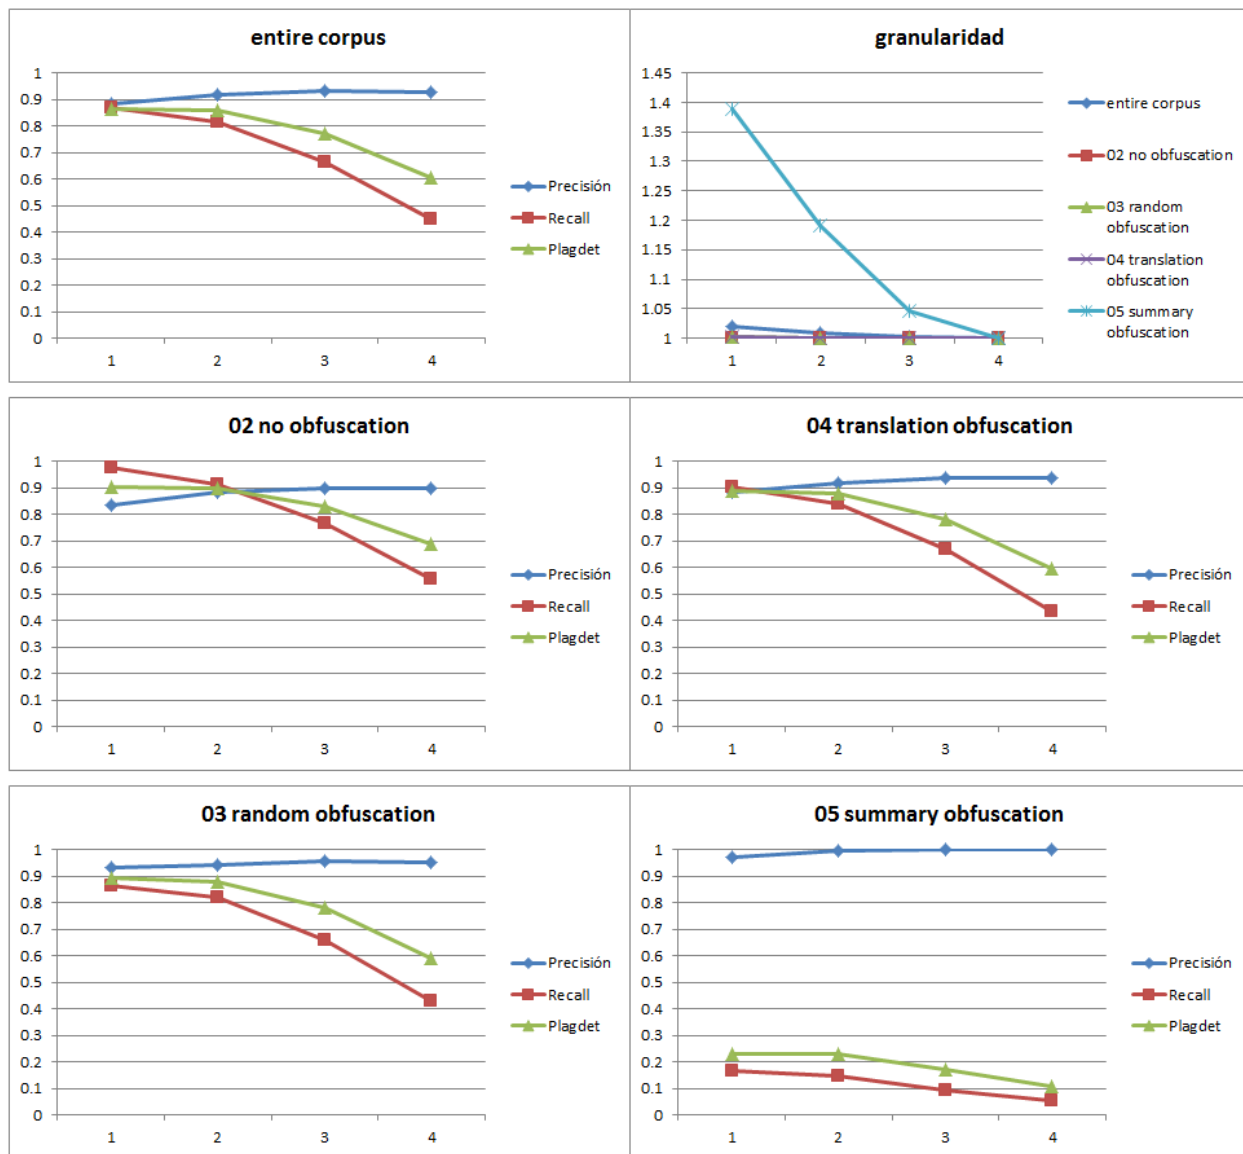 entire corpus
1
0.9
0.8
0.7
0.6
0.5
0.4
0.3
0.2
0.1
0
1 2 3 4
Precisión
Recall
Plagdet
granularidad
1.45
1.4
1.35
1.3
1.25
1.2
1.15
1.1
1.05
1
1 2 3 4
entire corpus
02 no obfuscation
03 random
obfuscation
04 translation
obfuscation
05 summary
obfuscation
02 no obfuscation
1
0.9
0.8
0.7
0.6
0.5
0.4
0.3
0.2
0.1
0
1 2 3 4
Precisión
Recall
Plagdet
04 translation obfuscation
1
0.9
0.8
0.7
0.6
0.5
0.4
0.3
0.2
0.1
0
1 2 3 4
Precisión
Recall
Plagdet
03 random obfuscation
1
0.9
0.8
0.7
0.6
0.5
0.4
0.3
0.2
0.1
0
1 2 3 4
Precisión
Recall
Plagdet
05 summary obfuscation
1
0.9
0.8
0.7
0.6
0.5
0.4
0.3
0.2
0.1
0
1 2 3 4
Precisión
Recall
Plagdet